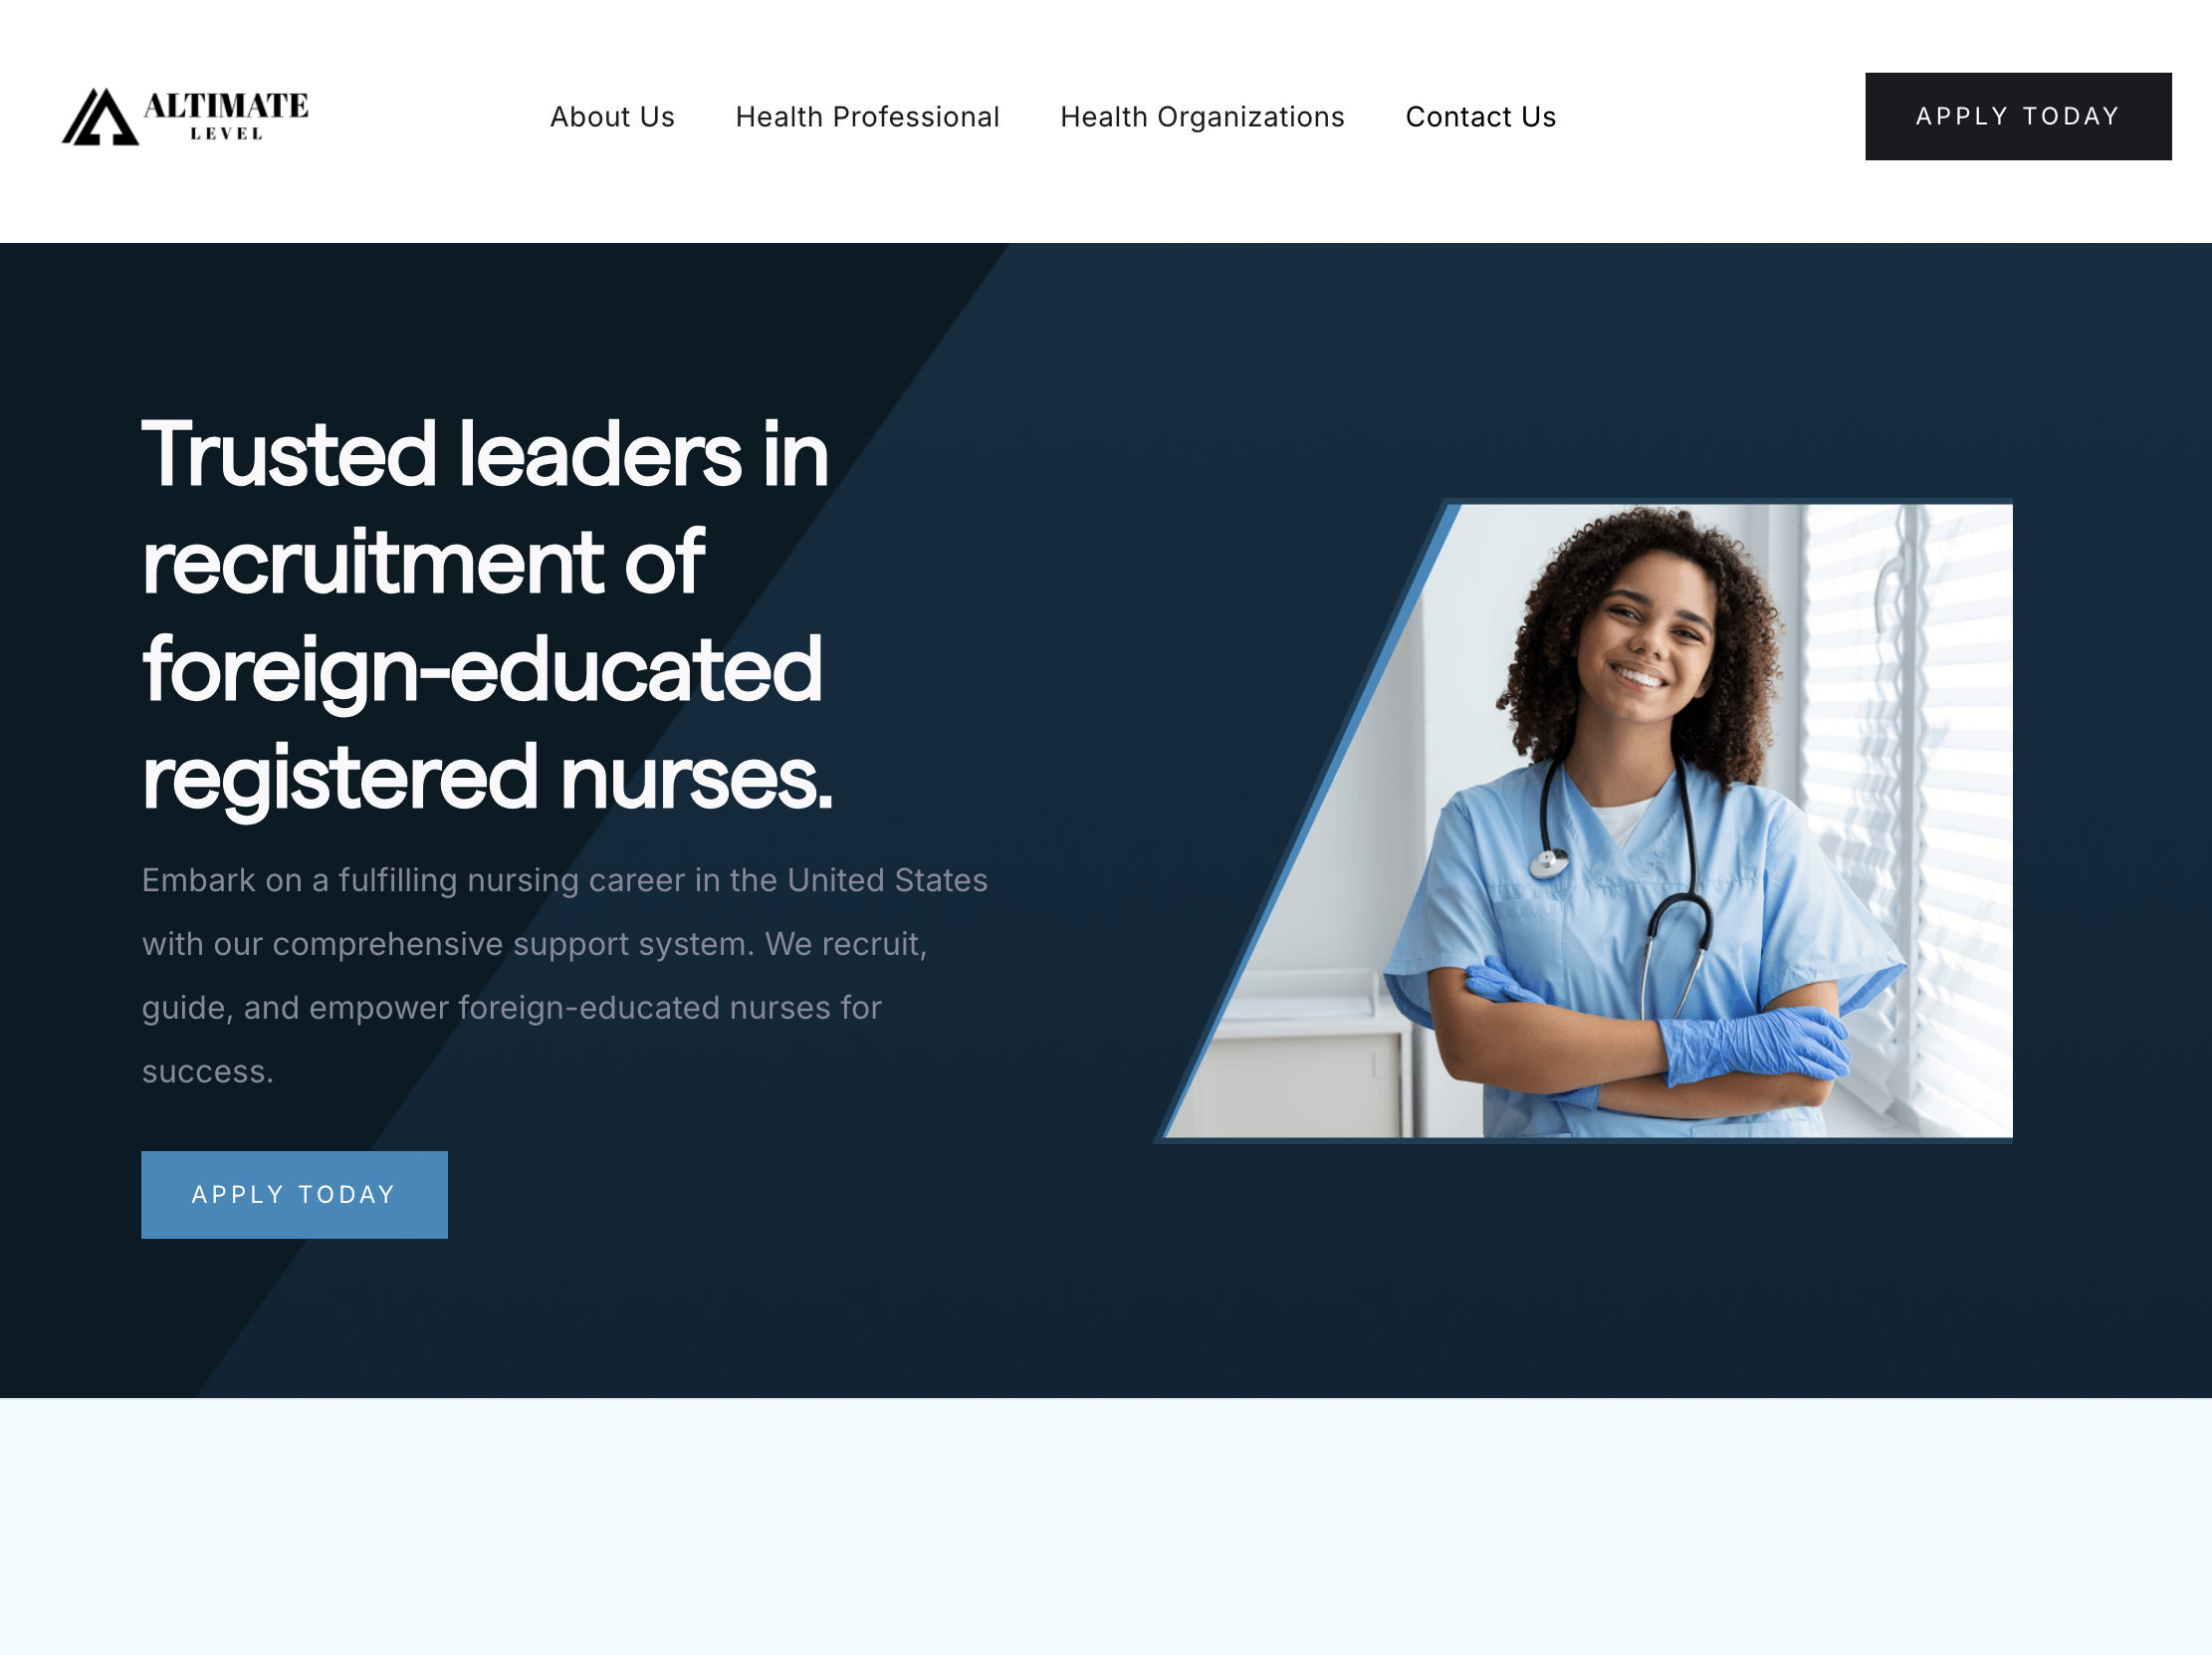 ALTIMATE
LEVEL
About Us
Health Professional
Health Organizations
Contact Us
APPLY TODAY
Trusted leaders in
recruitment of
foreign-educated
registered nurses.
Embark on a fulfilling nursing career in the United States
with our comprehensive support system. We recruit,
guide, and empower foreign-educated nurses for
success.
APPLY TODAY